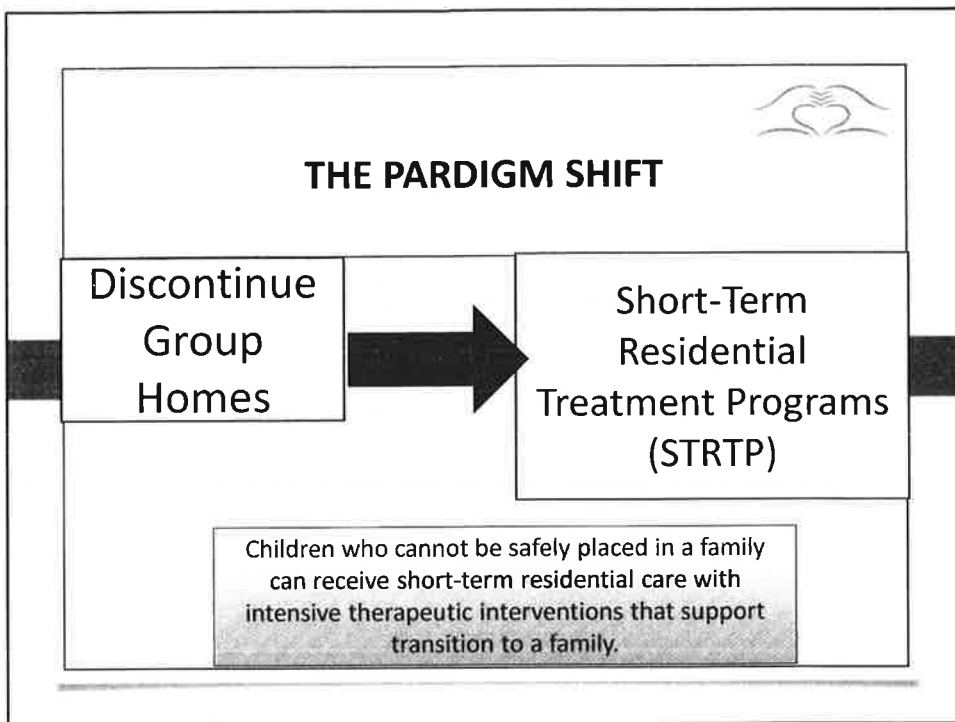 THE PARDIGM SHIFT
Discontinue
Group
Homes
Short-Term
Residential
Treatment Programs
(STRTP)
Children who cannot be safely placed in a family
can receive short-term residential care with
intensive therapeutic interventions that support
transition to a family.